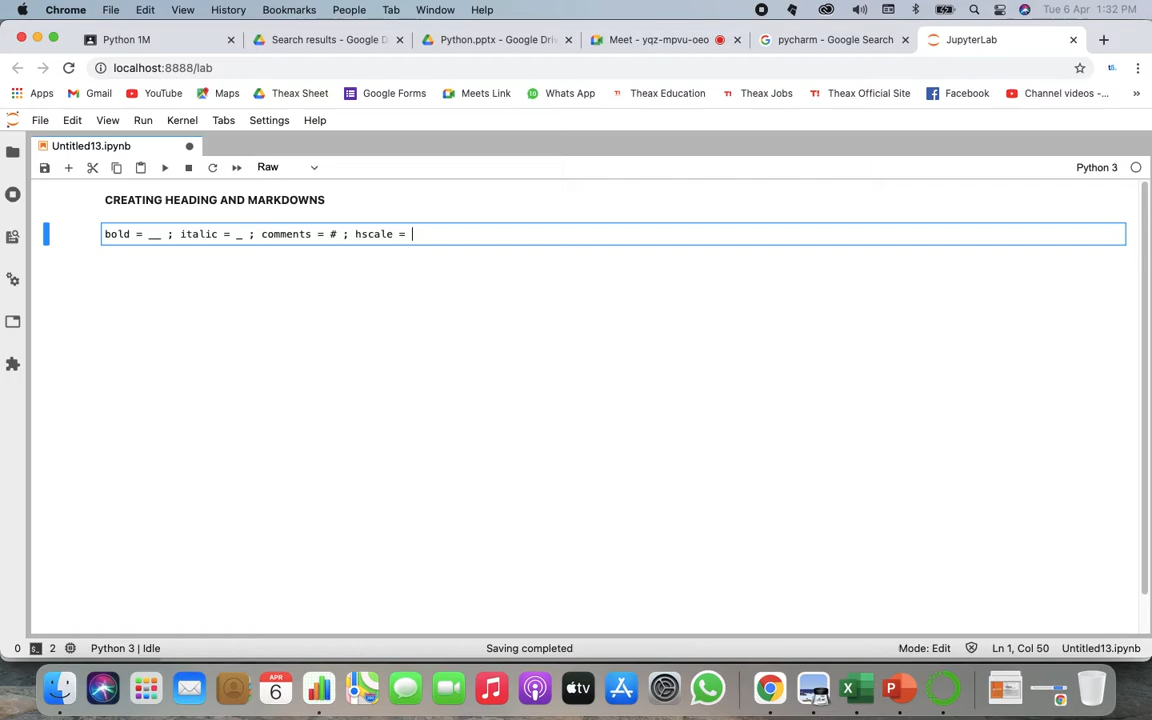 Chrome File Edit View History Bookmarks People Tab Window Help Tue 6 Apr 1:32 PM
Python 1M Search results - Google D Python.pptx - Google Driv Meet - yqz-mpvu-oeo pycharm - Google Search JupyterLab
localhost:8888/lab
Apps Gmail YouTube Maps Theax Sheet Google Forms Meets Link Whats App Theax Education Theax Jobs Theax Official Site Facebook Channel videos -... »
File Edit View Run Kernel Tabs Settings Help
Untitled13.ipynb
Raw Python 3
CREATING HEADING AND MARKDOWNS
bold = __ ; italic = _ ; comments = # ; hscale =
0 2 Python 3 | Idle Saving completed Mode: Edit Ln 1, Col 50 Untitled13.ipynb
APR
6
tv